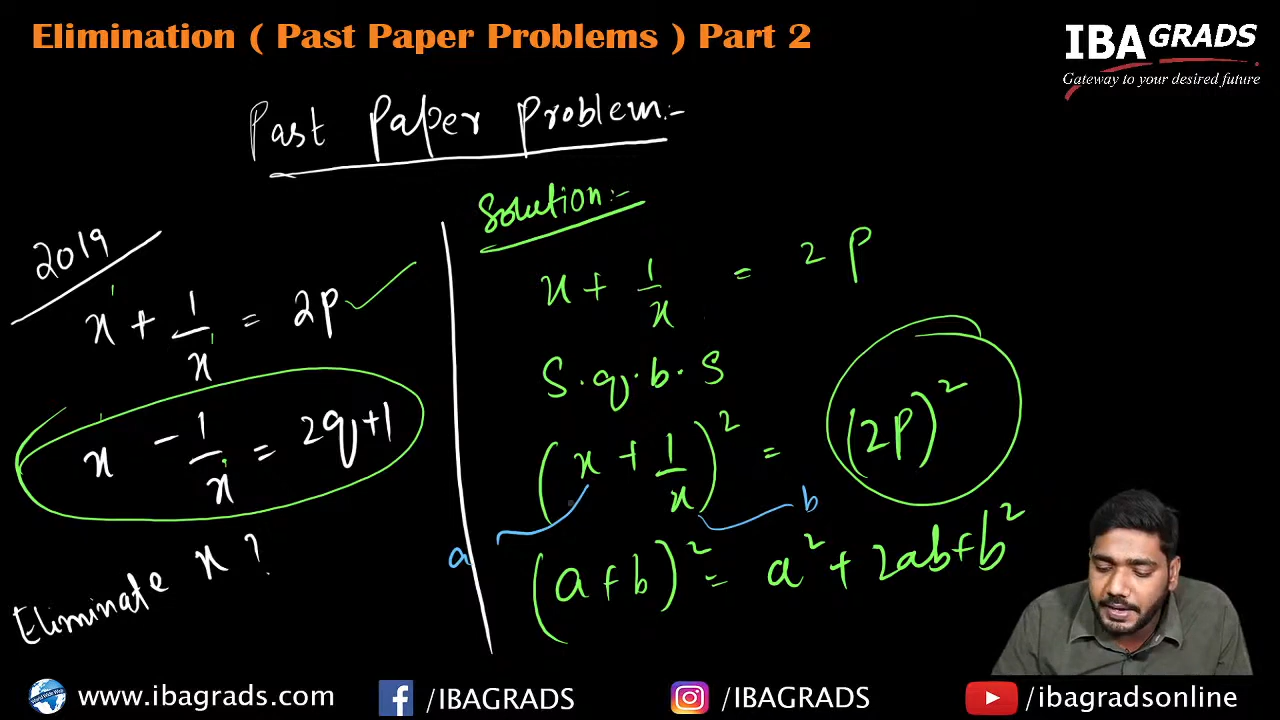 Elimination ( Past Paper Problems ) Part 2
IBA GRADS
Gateway to your desired future
Past Paper Problem:-
2019
x + 1/x = 2p
x - 1/x = 2q+1
Eliminate x ?
Solution:-
x + 1/x = 2p
S.q.b.S
(x + 1/x)² = (2p)²
a
b
(a+b)² = a² + 2ab+b²
www.ibagrads.com
/IBAGRADS
/IBAGRADS
/ibagradsonline